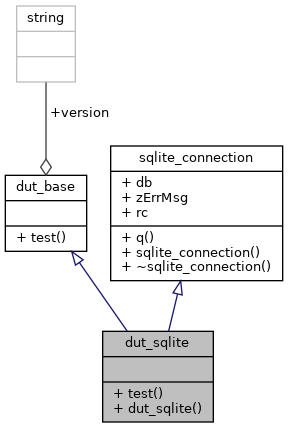 string
+version
dut_base
+ test()
sqlite_connection
+ db
+ zErrMsg
+ rc
+ q()
+ sqlite_connection()
+ ~sqlite_connection()
dut_sqlite
+ test()
+ dut_sqlite()